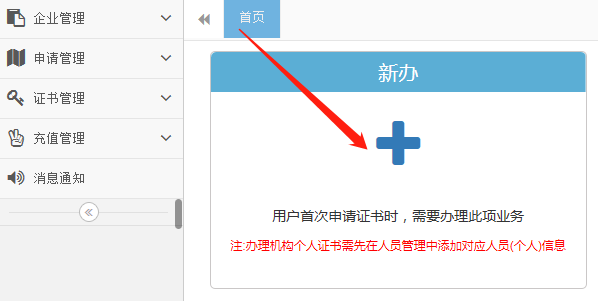 企业管理
申请管理
证书管理
充值管理
消息通知
首页
新办
用户首次申请证书时，需要办理此项业务
注:办理机构个人证书需先在人员管理中添加对应人员(个人)信息